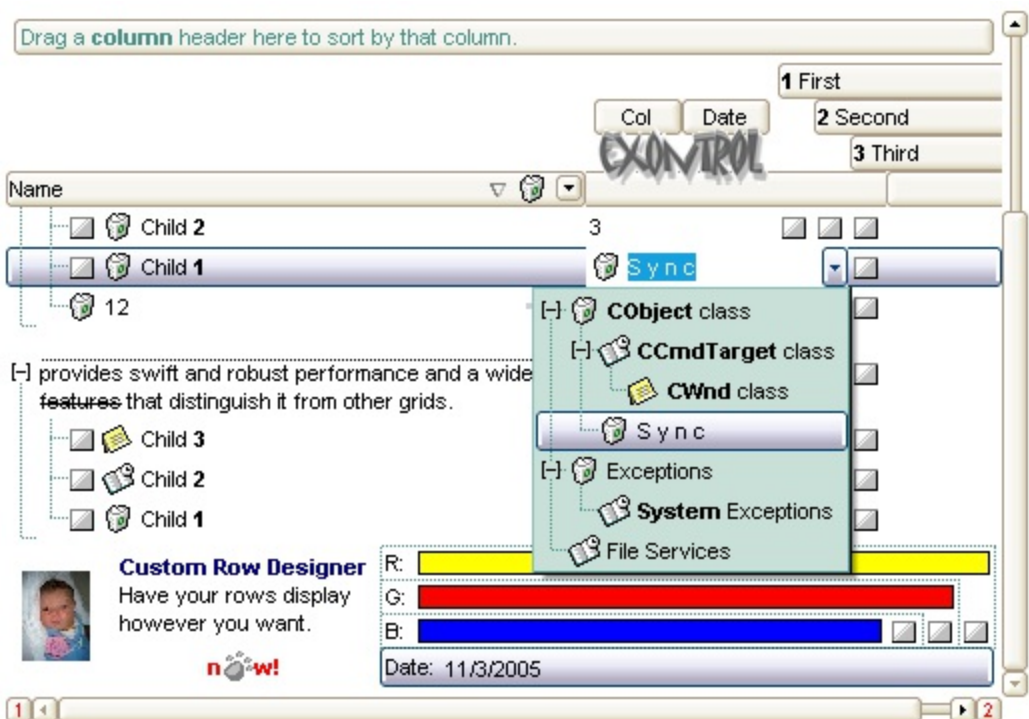 Drag a column header here to sort by that column.
1 First
Col Date 2 Second
EXONTROL
3 Third
Name
Child 2 3
Child 1 Sync
12
[-] CObject class
[-] CCmdTarget class
CWnd class
Sync
[-] Exceptions
System Exceptions
File Services
[-] provides swift and robust performance and a wide
features that distinguish it from other grids.
Child 3
Child 2
Child 1
Custom Row Designer
Have your rows display
however you want.
now!
R:
G:
B:
Date: 11/3/2005
1 2